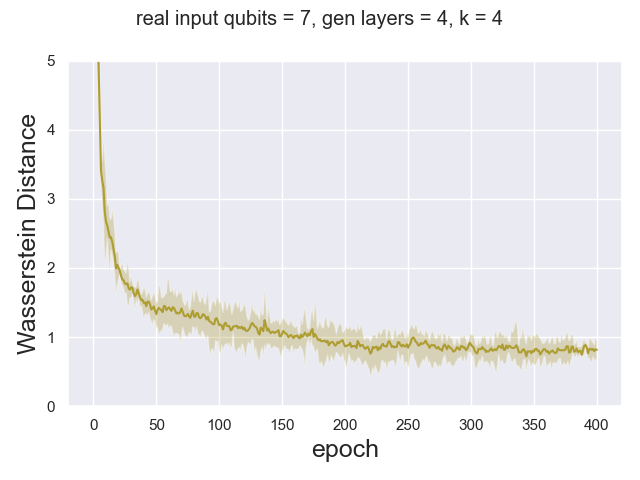 real input qubits = 7, gen layers = 4, k = 4
5
4
3
2
1
0
Wasserstein Distance
0 50 100 150 200 250 300 350 400
epoch